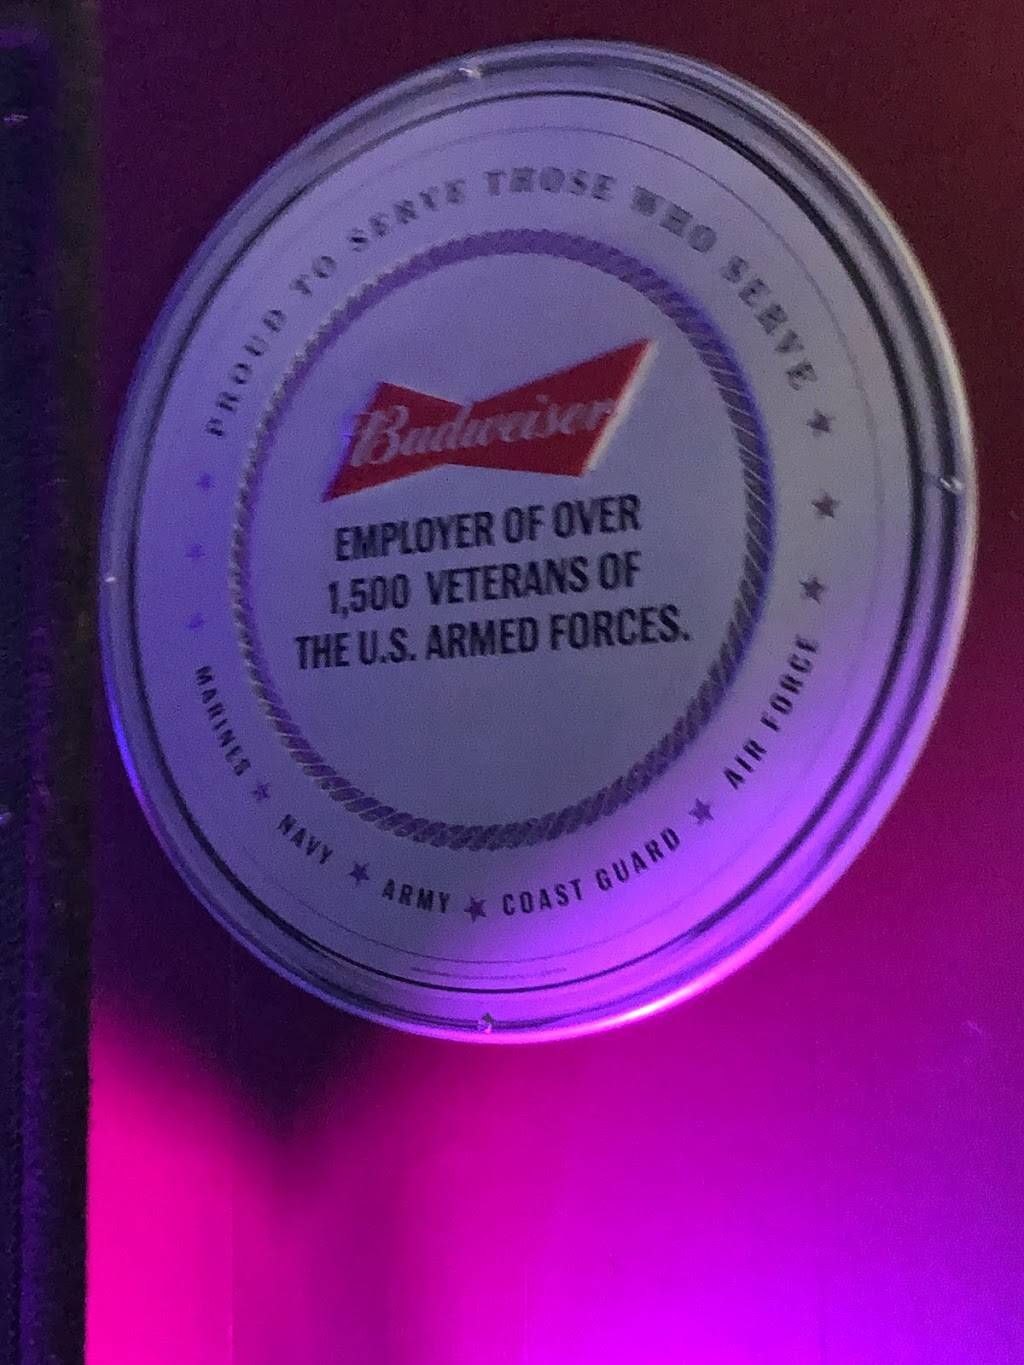 PROUD TO SERVE THOSE WHO SERVE
Budweiser
EMPLOYER OF OVER
1,500 VETERANS OF
THE U.S. ARMED FORCES.
MARINES ★ NAVY ★ ARMY ★ COAST GUARD ★ AIR FORCE